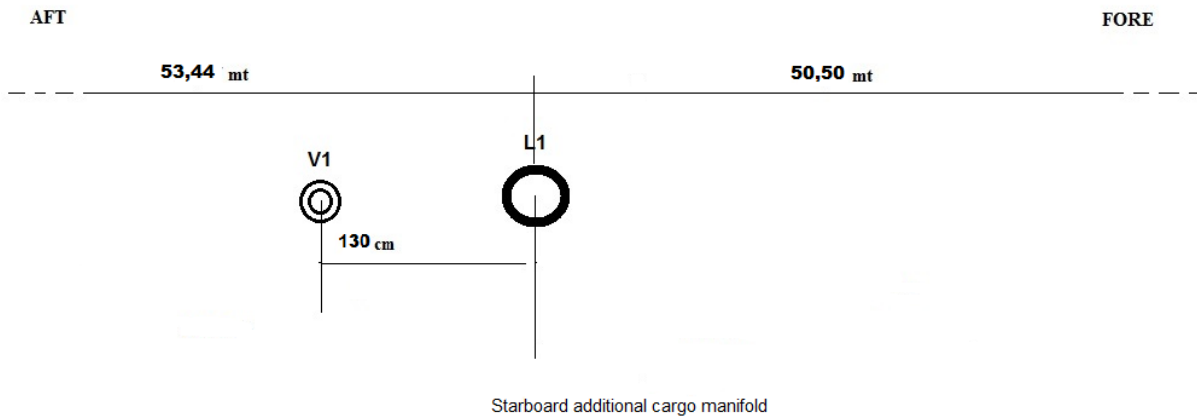 AFT
FORE
53,44 mt
50,50 mt
L1
V1
130 cm
Starboard additional cargo manifold